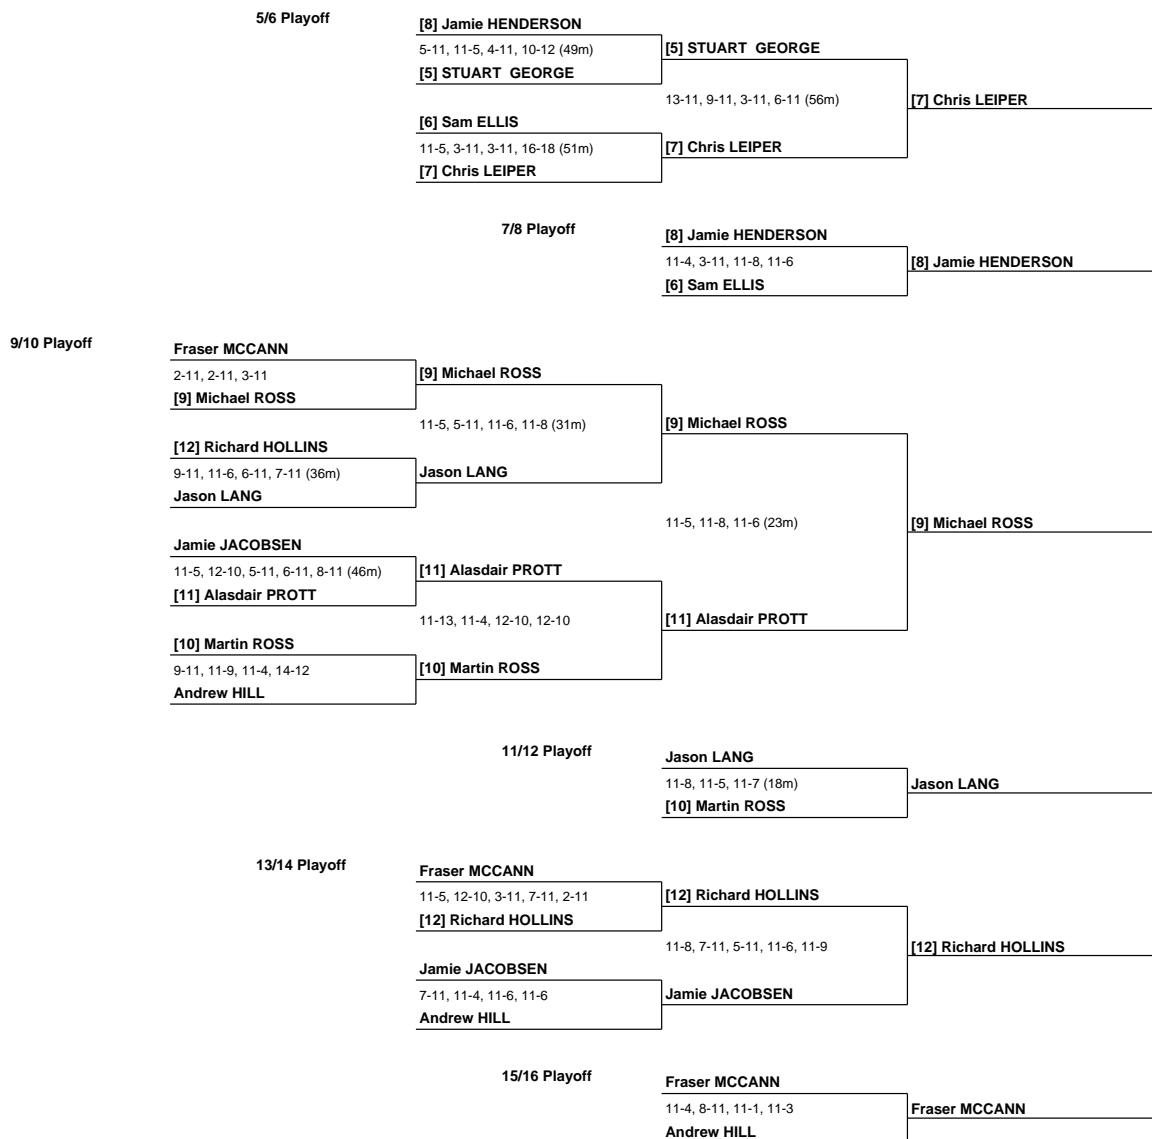 5/6 Playoff
[8] Jamie HENDERSON
5-11, 11-5, 4-11, 10-12 (49m)
[5] STUART  GEORGE
[5] STUART  GEORGE
13-11, 9-11, 3-11, 6-11 (56m)
[7] Chris LEIPER
[6] Sam ELLIS
11-5, 3-11, 3-11, 16-18 (51m)
[7] Chris LEIPER
[7] Chris LEIPER
7/8 Playoff
[8] Jamie HENDERSON
11-4, 3-11, 11-8, 11-6
[8] Jamie HENDERSON
[6] Sam ELLIS
9/10 Playoff
Fraser MCCANN
2-11, 2-11, 3-11
[9] Michael ROSS
[9] Michael ROSS
11-5, 5-11, 11-6, 11-8 (31m)
[9] Michael ROSS
[12] Richard HOLLINS
9-11, 11-6, 6-11, 7-11 (36m)
Jason LANG
Jason LANG
11-5, 11-8, 11-6 (23m)
[9] Michael ROSS
Jamie JACOBSEN
11-5, 12-10, 5-11, 6-11, 8-11 (46m)
[11] Alasdair PROTT
[11] Alasdair PROTT
11-13, 11-4, 12-10, 12-10
[11] Alasdair PROTT
[10] Martin ROSS
9-11, 11-9, 11-4, 14-12
[10] Martin ROSS
Andrew HILL
11/12 Playoff
Jason LANG
11-8, 11-5, 11-7 (18m)
Jason LANG
[10] Martin ROSS
13/14 Playoff
Fraser MCCANN
11-5, 12-10, 3-11, 7-11, 2-11
[12] Richard HOLLINS
[12] Richard HOLLINS
11-8, 7-11, 5-11, 11-6, 11-9
[12] Richard HOLLINS
Jamie JACOBSEN
7-11, 11-4, 11-6, 11-6
Jamie JACOBSEN
Andrew HILL
15/16 Playoff
Fraser MCCANN
11-4, 8-11, 11-1, 11-3
Fraser MCCANN
Andrew HILL